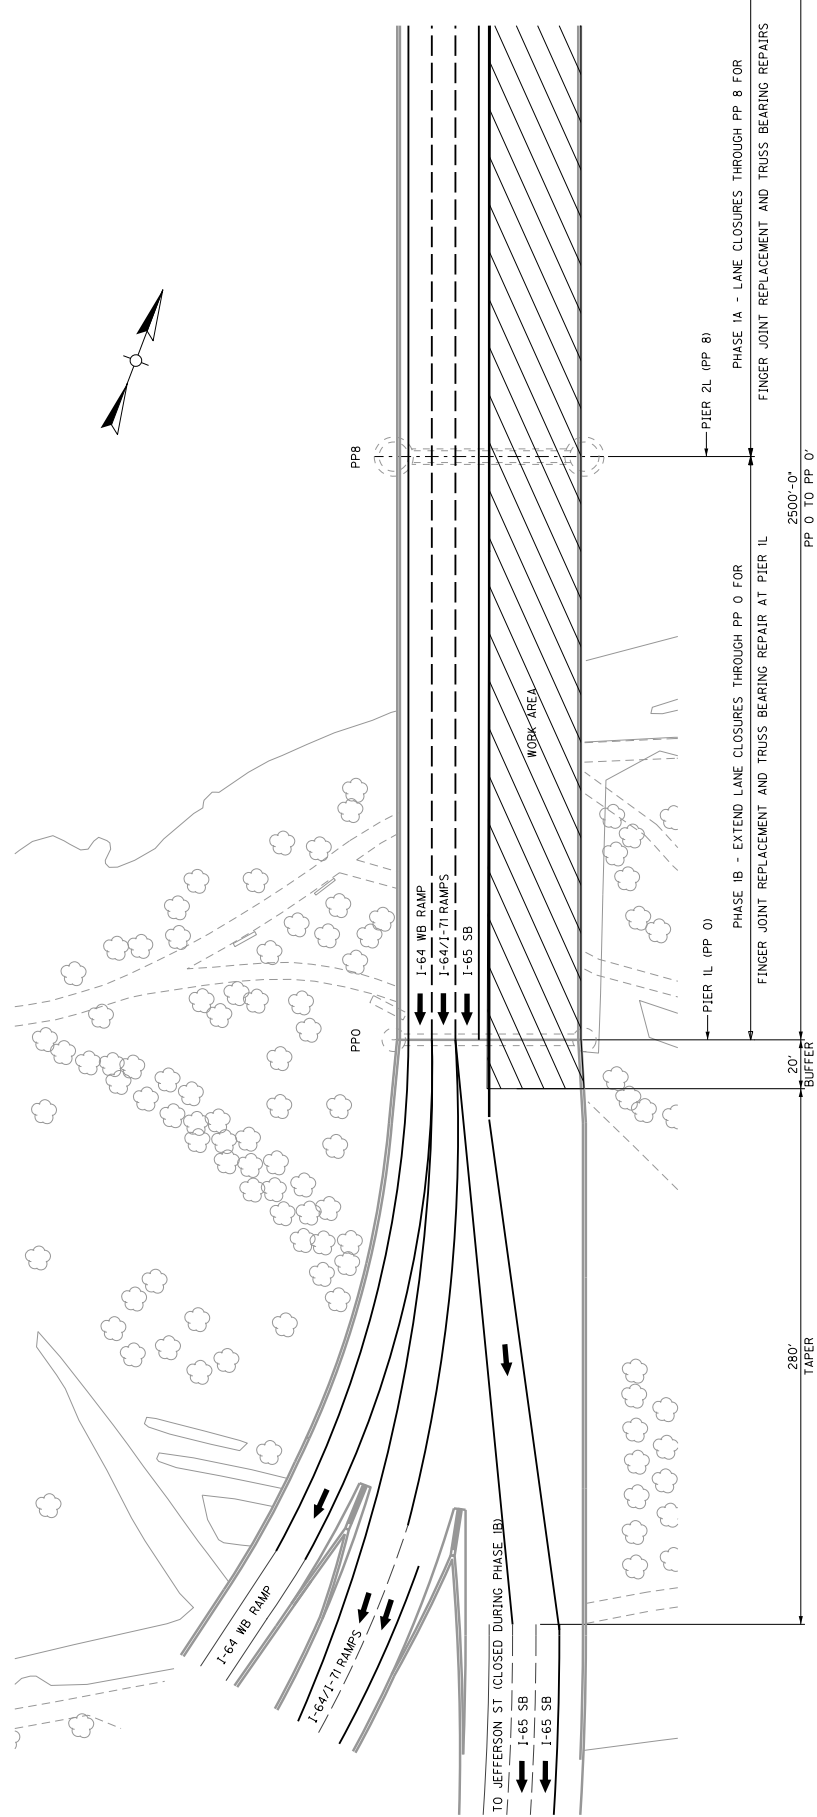 PHASE 1A - LANE CLOSURES THROUGH PP 8 FOR
FINGER JOINT REPLACEMENT AND TRUSS BEARING REPAIRS
PIER 2L (PP 8)
PP8
2500'-0"
PP 0 TO PP 0'
PHASE 1B - EXTEND LANE CLOSURES THROUGH PP 0 FOR
FINGER JOINT REPLACEMENT AND TRUSS BEARING REPAIR AT PIER 1L
WORK AREA
I-64 WB RAMP
I-64/I-71 RAMPS
I-65 SB
PIER 1L (PP 0)
PP0
20'
BUFFER
280'
TAPER
I-64 WB RAMP
I-64/I-71 RAMPS
TO JEFFERSON ST (CLOSED DURING PHASE 1B)
I-65 SB
I-65 SB